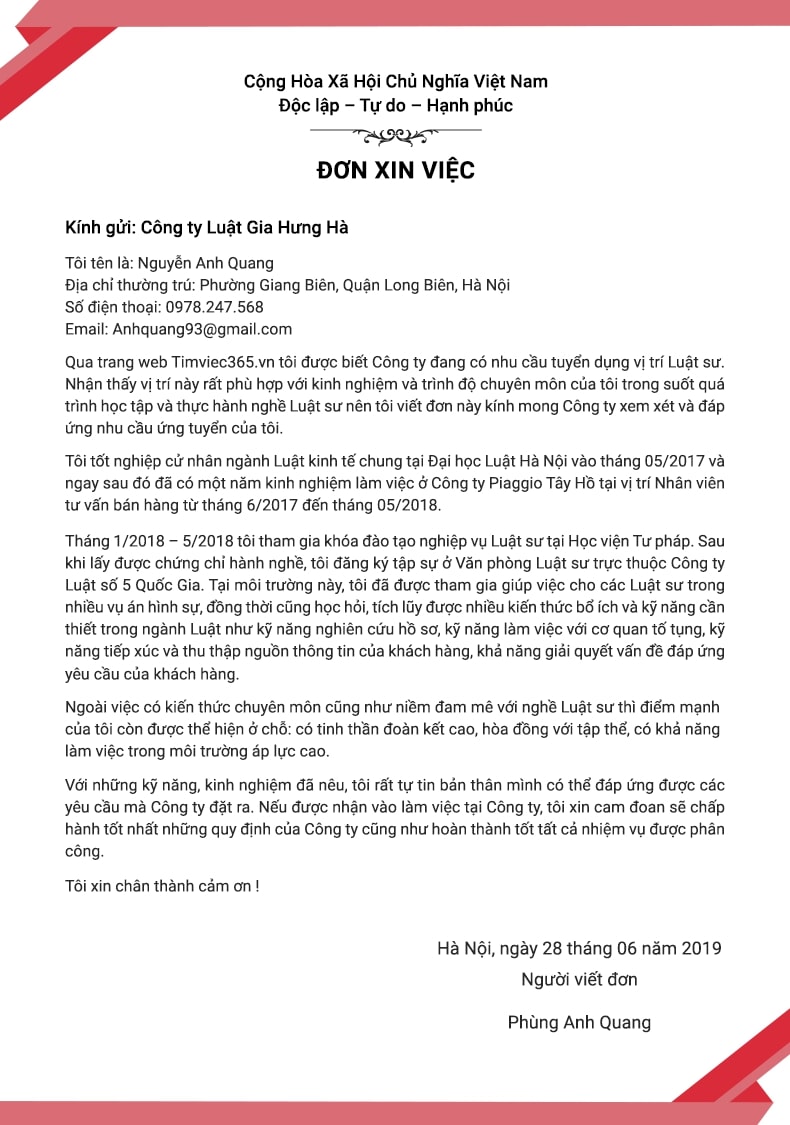 Cộng Hòa Xã Hội Chủ Nghĩa Việt Nam
Độc lập – Tự do – Hạnh phúc
ĐƠN XIN VIỆC
Kính gửi: Công ty Luật Gia Hưng Hà
Tôi tên là: Nguyễn Anh Quang
Địa chỉ thường trú: Phường Giang Biên, Quận Long Biên, Hà Nội
Số điện thoại: 0978.247.568
Email: Anhquang93@gmail.com
Qua trang web Timviec365.vn tôi được biết Công ty đang có nhu cầu tuyển dụng vị trí Luật sư.
Nhận thấy vị trí này rất phù hợp với kinh nghiệm và trình độ chuyên môn của tôi trong suốt quá
trình học tập và thực hành nghề Luật sư nên tôi viết đơn này kính mong Công ty xem xét và đáp
ứng nhu cầu ứng tuyển của tôi.
Tôi tốt nghiệp cử nhân ngành Luật kinh tế chung tại Đại học Luật Hà Nội vào tháng 05/2017 và
ngay sau đó đã có một năm kinh nghiệm làm việc ở Công ty Piaggio Tây Hồ tại vị trí Nhân viên
tư vấn bán hàng từ tháng 6/2017 đến tháng 05/2018.
Tháng 1/2018 – 5/2018 tôi tham gia khóa đào tạo nghiệp vụ Luật sư tại Học viện Tư pháp. Sau
khi lấy được chứng chỉ hành nghề, tôi đăng ký tập sự ở Văn phòng Luật sư trực thuộc Công ty
Luật số 5 Quốc Gia. Tại môi trường này, tôi đã được tham gia giúp việc cho các Luật sư trong
nhiều vụ án hình sự, đồng thời cũng học hỏi, tích lũy được nhiều kiến thức bổ ích và kỹ năng cần
thiết trong ngành Luật như kỹ năng nghiên cứu hồ sơ, kỹ năng làm việc với cơ quan tố tụng, kỹ
năng tiếp xúc và thu thập nguồn thông tin của khách hàng, khả năng giải quyết vấn đề đáp ứng
yêu cầu của khách hàng.
Ngoài việc có kiến thức chuyên môn cũng như niềm đam mê với nghề Luật sư thì điểm mạnh
của tôi còn được thể hiện ở chỗ: có tinh thần đoàn kết cao, hòa đồng với tập thể, có khả năng
làm việc trong môi trường áp lực cao.
Với những kỹ năng, kinh nghiệm đã nêu, tôi rất tự tin bản thân mình có thể đáp ứng được các
yêu cầu mà Công ty đặt ra. Nếu được nhận vào làm việc tại Công ty, tôi xin cam đoan sẽ chấp
hành tốt nhất những quy định của Công ty cũng như hoàn thành tốt tất cả nhiệm vụ được phân
công.
Tôi xin chân thành cảm ơn !
Hà Nội, ngày 28 tháng 06 năm 2019
Người viết đơn
Phùng Anh Quang